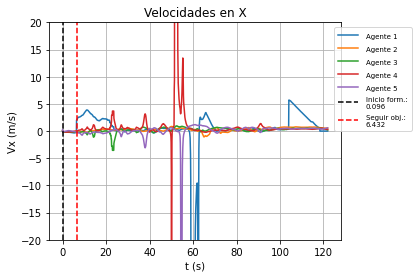 Velocidades en X
Vx (m/s)
20
15
10
5
0
−5
−10
−15
−20
0
20
40
60
80
100
120
t (s)
Agente 1
Agente 2
Agente 3
Agente 4
Agente 5
Inicio form.:
0.096
Seguir obj.:
6.432